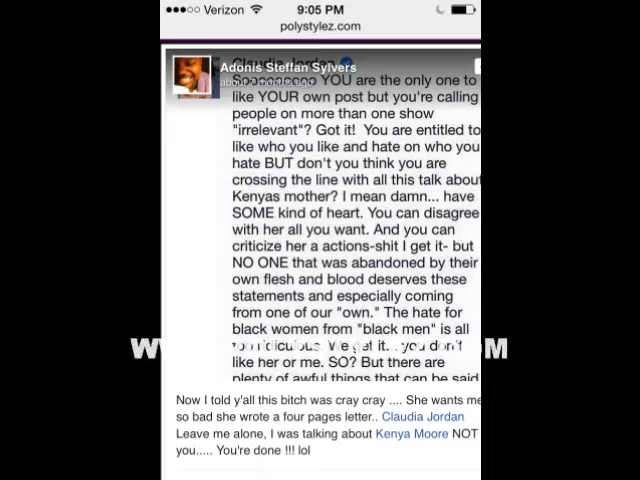 Verizon 9:05 PM
polystylez.com
Claudia Jordan
Adonis Steffan Sylvers
YOU are the only one to
like YOUR own post but you're calling
people on more than one show
"irrelevant"? Got it! You are entitled to
like who you like and hate on who you
hate BUT don't you think you are
crossing the line with all this talk about
Kenyas mother? I mean damn... have
SOME kind of heart. You can disagree
with her all you want. And you can
criticize her a actions-shit I get it- but
NO ONE that was abandoned by their
own flesh and blood deserves these
statements and especially coming
from one of our "own." The hate for
black women from "black men" is all
too ridiculous. We get it... you don't
like her or me. SO? But there are
plenty of awful things that can be said
Now I told y'all this bitch was cray cray .... She wants me
so bad she wrote a four pages letter.. Claudia Jordan
Leave me alone, I was talking about Kenya Moore NOT
you..... You're done !!! lol